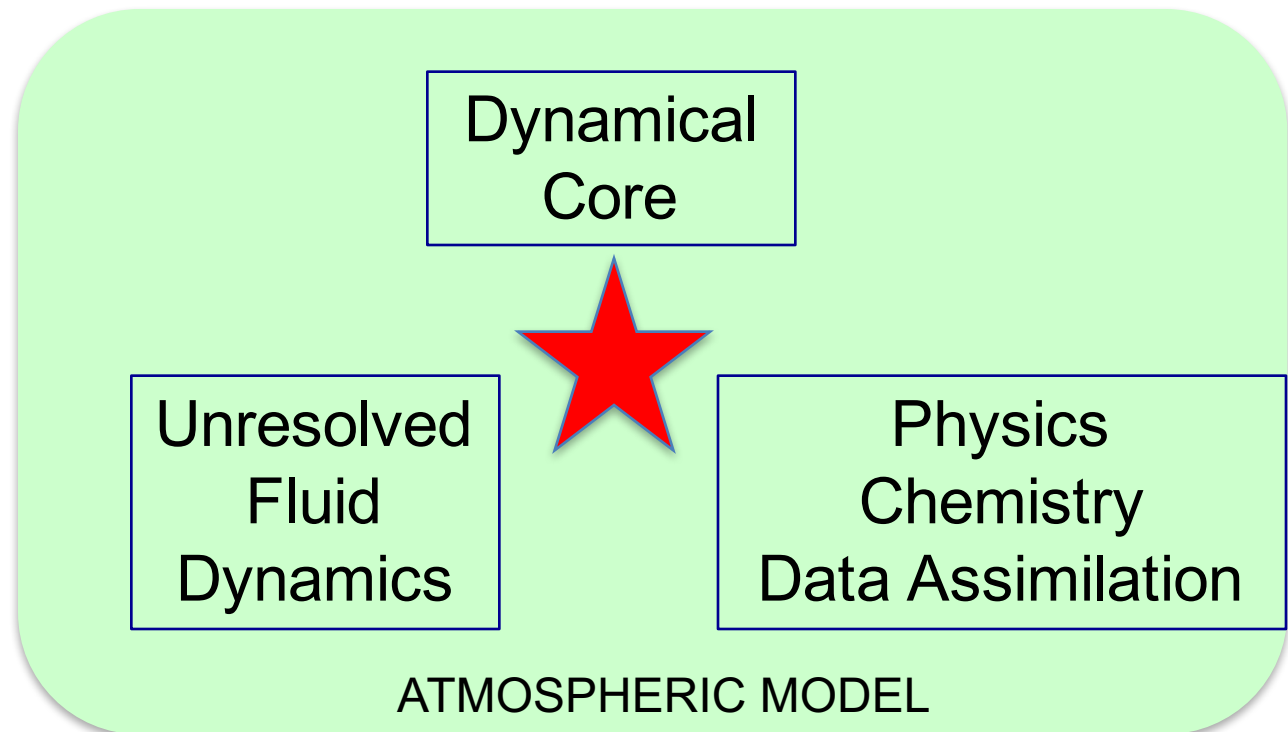 Dynamical
Core
Unresolved
Fluid
Dynamics
Physics
Chemistry
Data Assimilation
ATMOSPHERIC MODEL